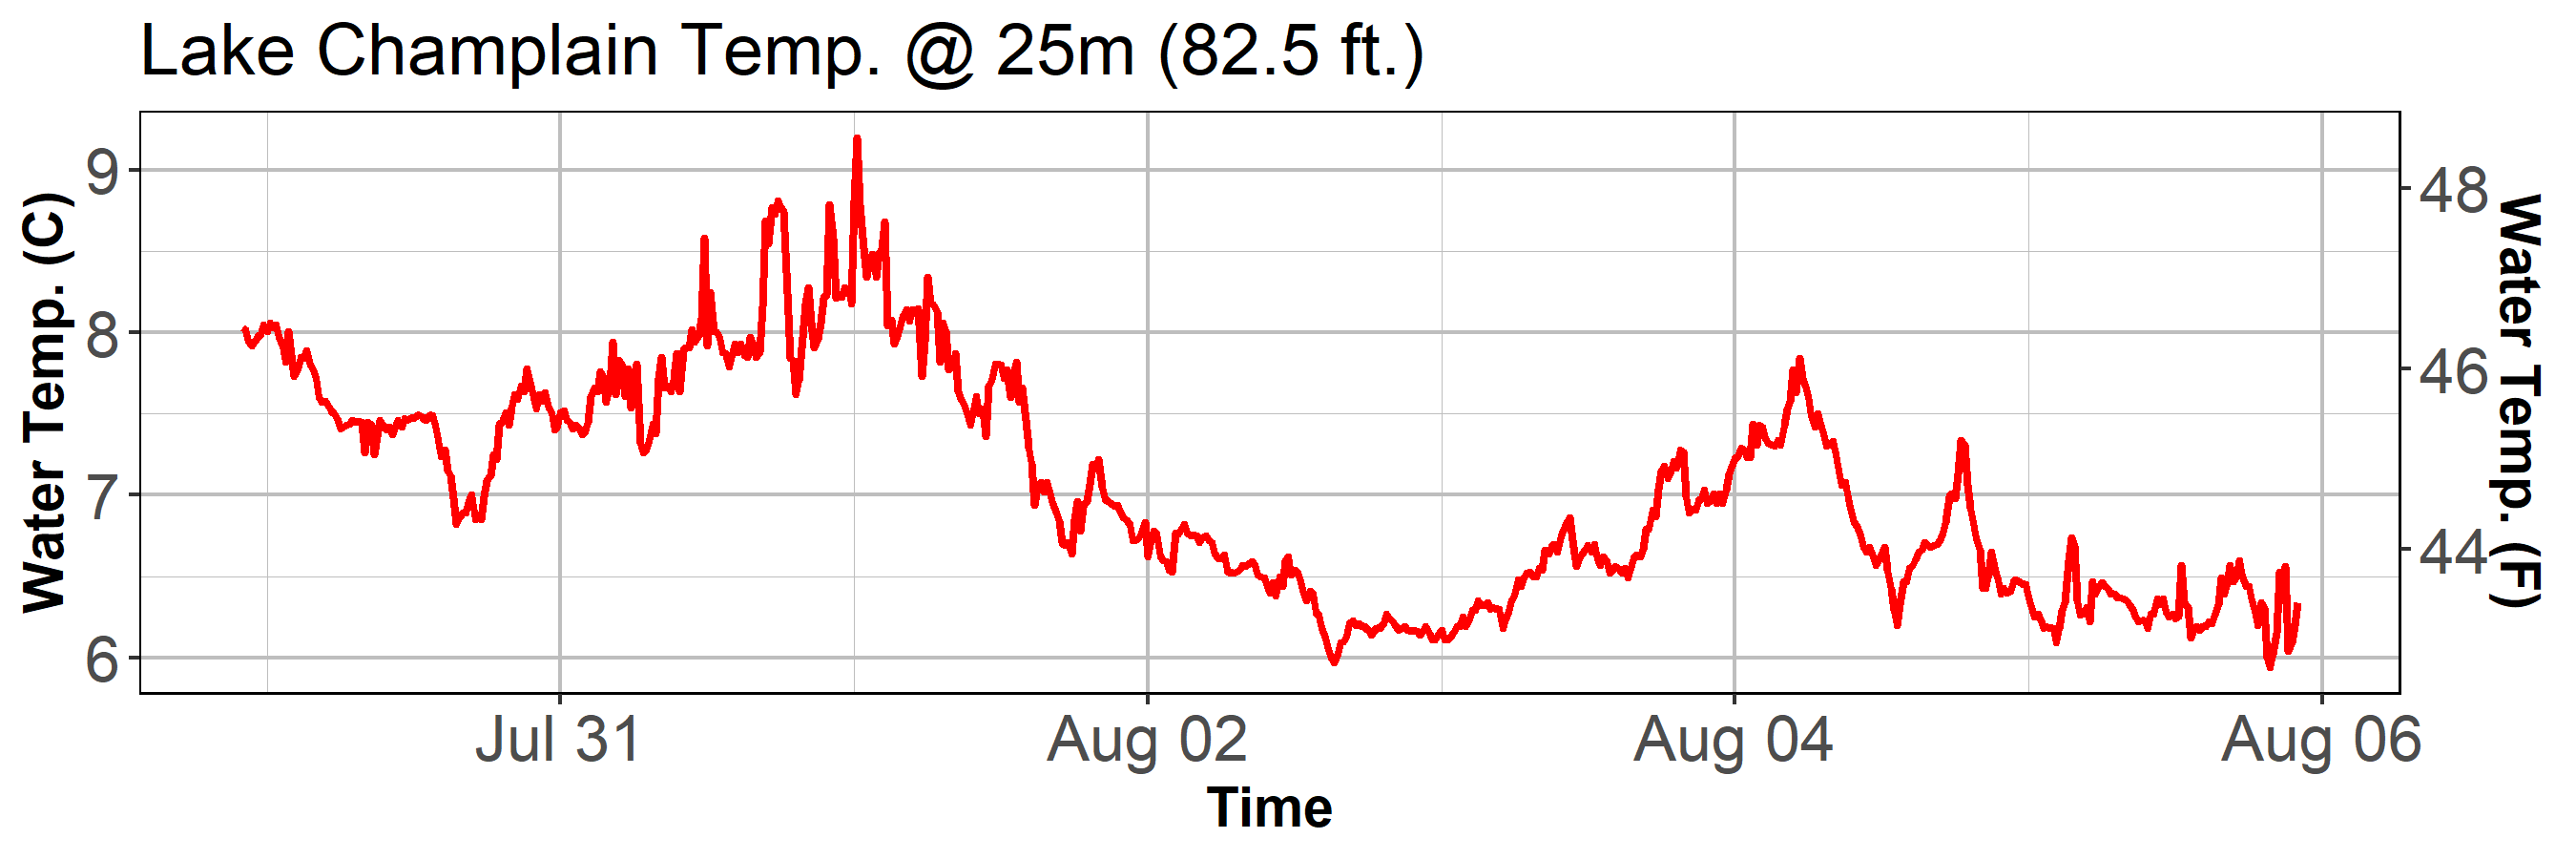 Lake Champlain Temp. @ 25m (82.5 ft.)
Water Temp. (C)
9
8
7
6
48
46
44
Water Temp. (F)
Jul 31
Aug 02
Aug 04
Aug 06
Time